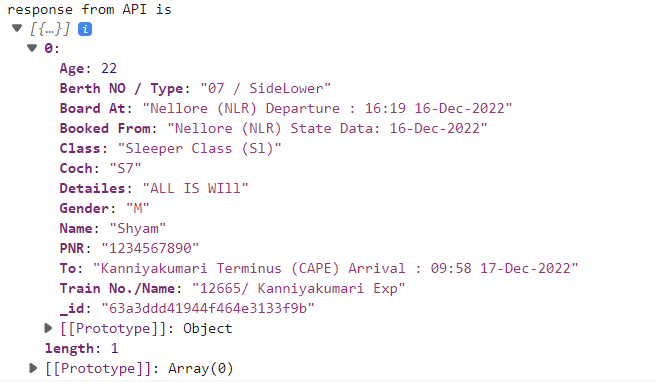 response from API is
[{…}] i
0:
Age: 22
Berth NO / Type: "07 / SideLower"
Board At: "Nellore (NLR) Departure : 16:19 16-Dec-2022"
Booked From: "Nellore (NLR) State Data: 16-Dec-2022"
Class: "Sleeper Class (Sl)"
Coch: "S7"
Detailes: "ALL IS WIll"
Gender: "M"
Name: "Shyam"
PNR: "1234567890"
To: "Kanniyakumari Terminus (CAPE) Arrival : 09:58 17-Dec-2022"
Train No./Name: "12665/ Kanniyakumari Exp"
_id: "63a3ddd41944f464e3133f9b"
[[Prototype]]: Object
length: 1
[[Prototype]]: Array(0)